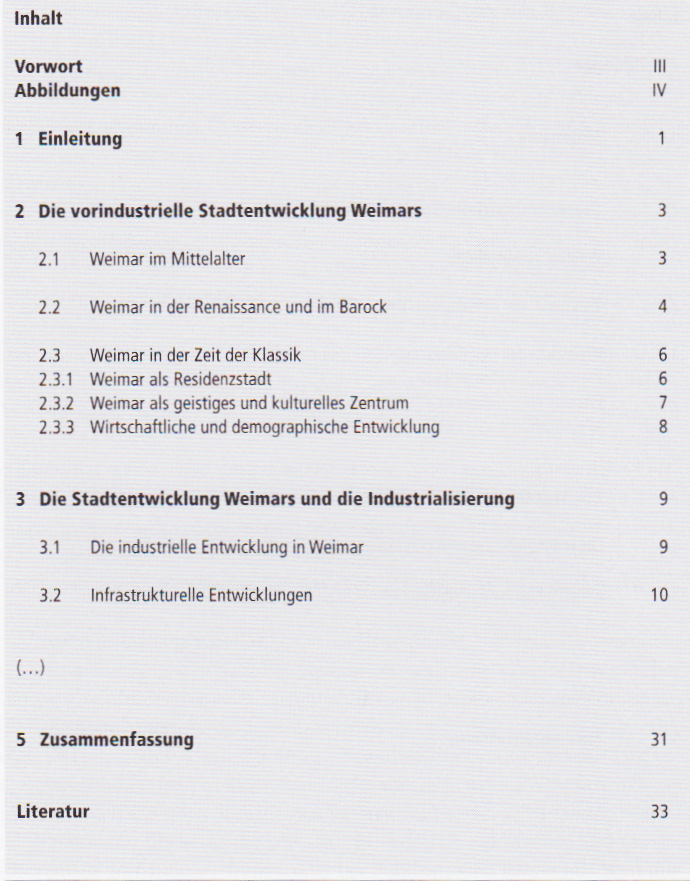 Inhalt
Vorwort III
Abbildungen IV
1 Einleitung 1
2 Die vorindustrielle Stadtentwicklung Weimars 3
2.1 Weimar im Mittelalter 3
2.2 Weimar in der Renaissance und im Barock 4
2.3 Weimar in der Zeit der Klassik 6
2.3.1 Weimar als Residenzstadt 6
2.3.2 Weimar als geistiges und kulturelles Zentrum 7
2.3.3 Wirtschaftliche und demographische Entwicklung 8
3 Die Stadtentwicklung Weimars und die Industrialisierung 9
3.1 Die industrielle Entwicklung in Weimar 9
3.2 Infrastrukturelle Entwicklungen 10
(...)
5 Zusammenfassung 31
Literatur 33